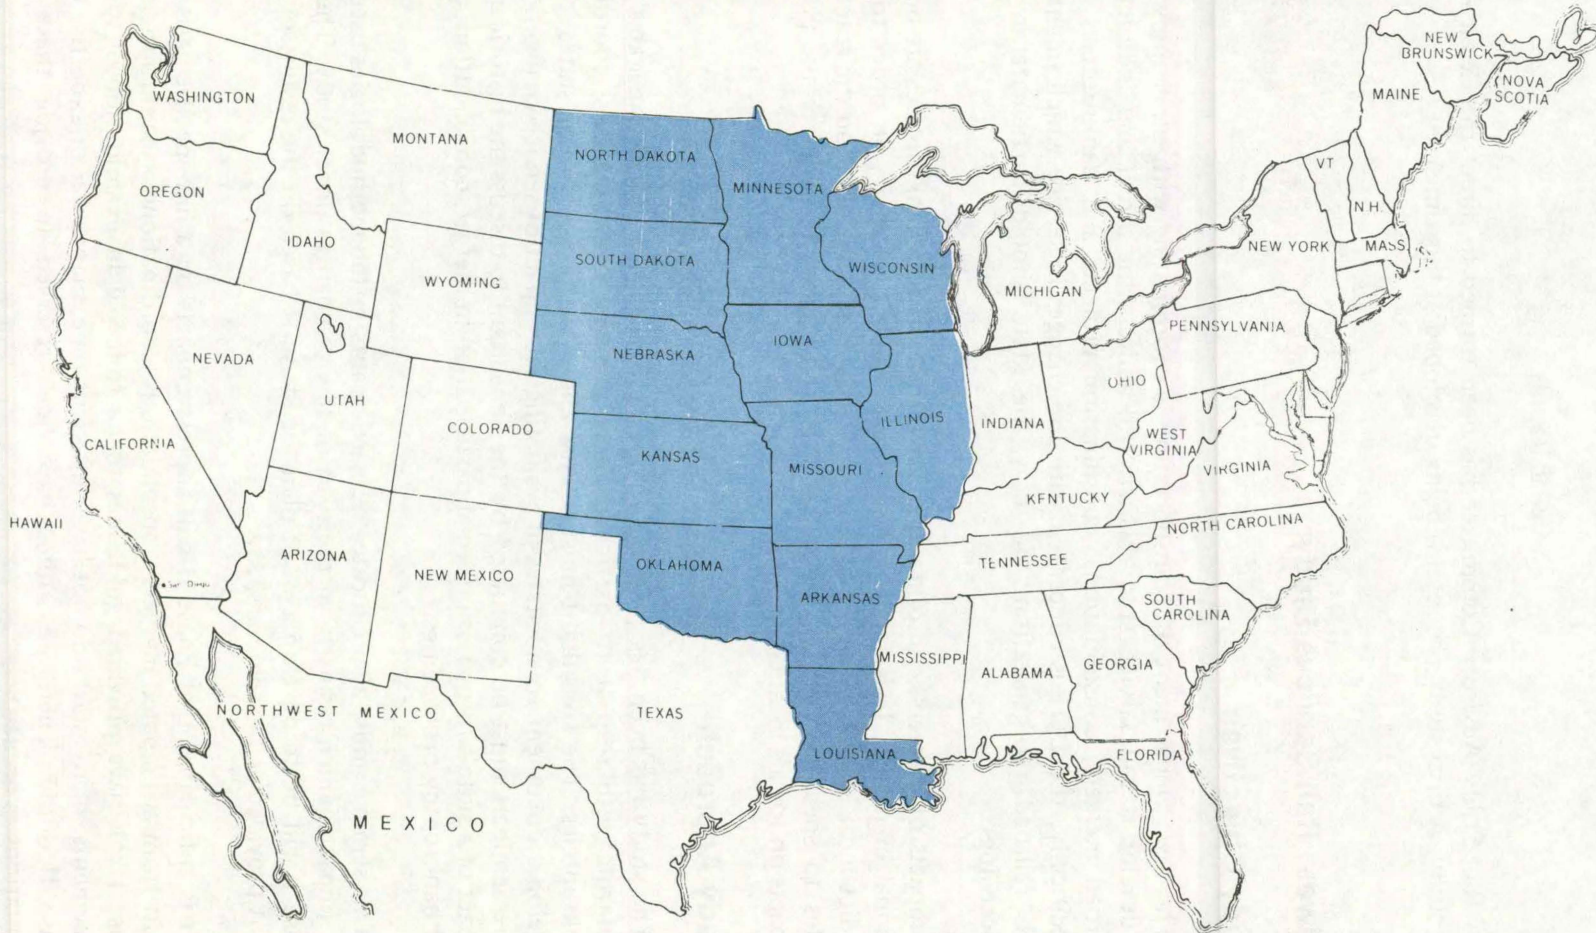 NEW
BRUNSWICK
NOVA
SCOTIA
MAINE
WASHINGTON
MONTANA
NORTH DAKOTA
MINNESOTA
VT
N.H.
OREGON
IDAHO
WYOMING
SOUTH DAKOTA
WISCONSIN
MICHIGAN
NEW YORK
MASS.
NEVADA
UTAH
NEBRASKA
IOWA
PENNSYLVANIA
OHIO
CALIFORNIA
COLORADO
KANSAS
MISSOURI
ILLINOIS
INDIANA
WEST
VIRGINIA
VIRGINIA
KENTUCKY
HAWAII
San Diego
ARIZONA
NEW MEXICO
OKLAHOMA
ARKANSAS
TENNESSEE
NORTH CAROLINA
SOUTH
CAROLINA
MISSISSIPPI
ALABAMA
GEORGIA
NORTHWEST MEXICO
TEXAS
LOUISIANA
FLORIDA
MEXICO